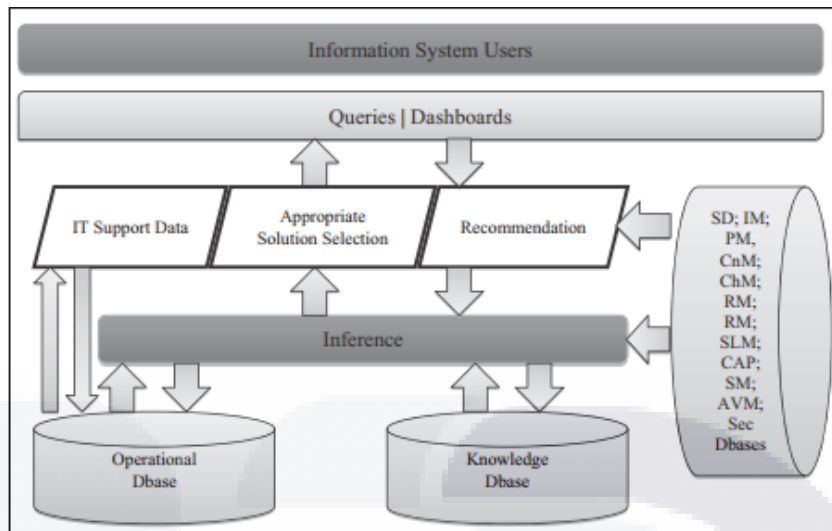 Information System Users
Queries | Dashboards
IT Support Data
Appropriate
Solution Selection
Recommendation
SD; IM;
PM,
CnM;
ChM;
RM;
RM;
SLM;
CAP;
SM;
AVM;
Sec
Dbases
Inference
Operational
Dbase
Knowledge
Dbase